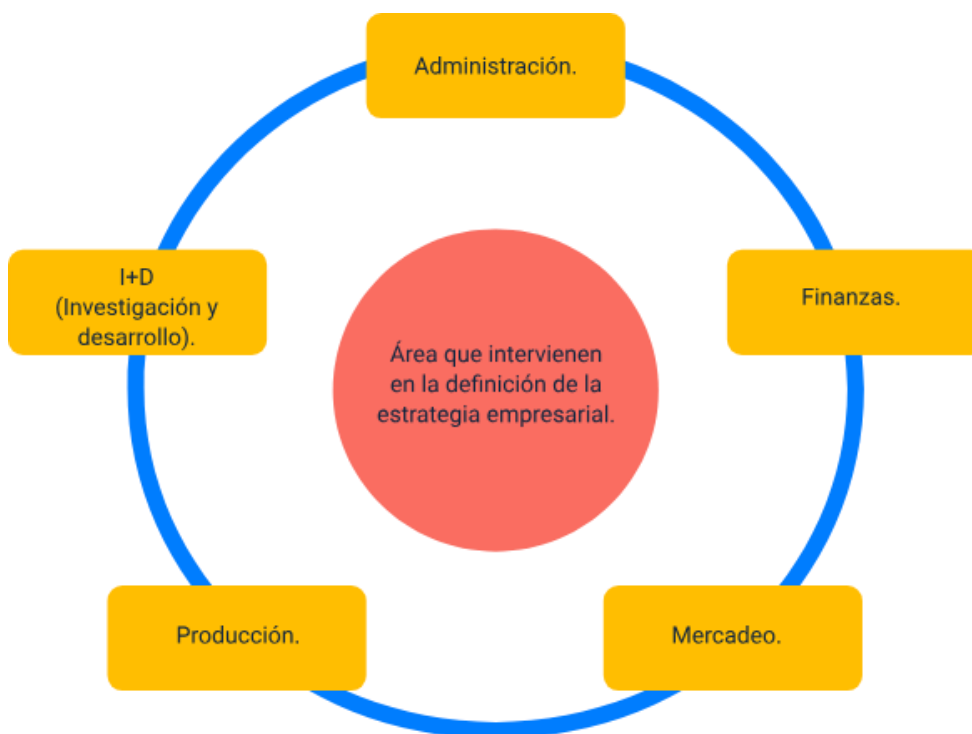 Administración.
I+D
(Investigación y
desarrollo).
Finanzas.
Área que intervienen
en la definición de la
estrategia empresarial.
Producción.
Mercadeo.